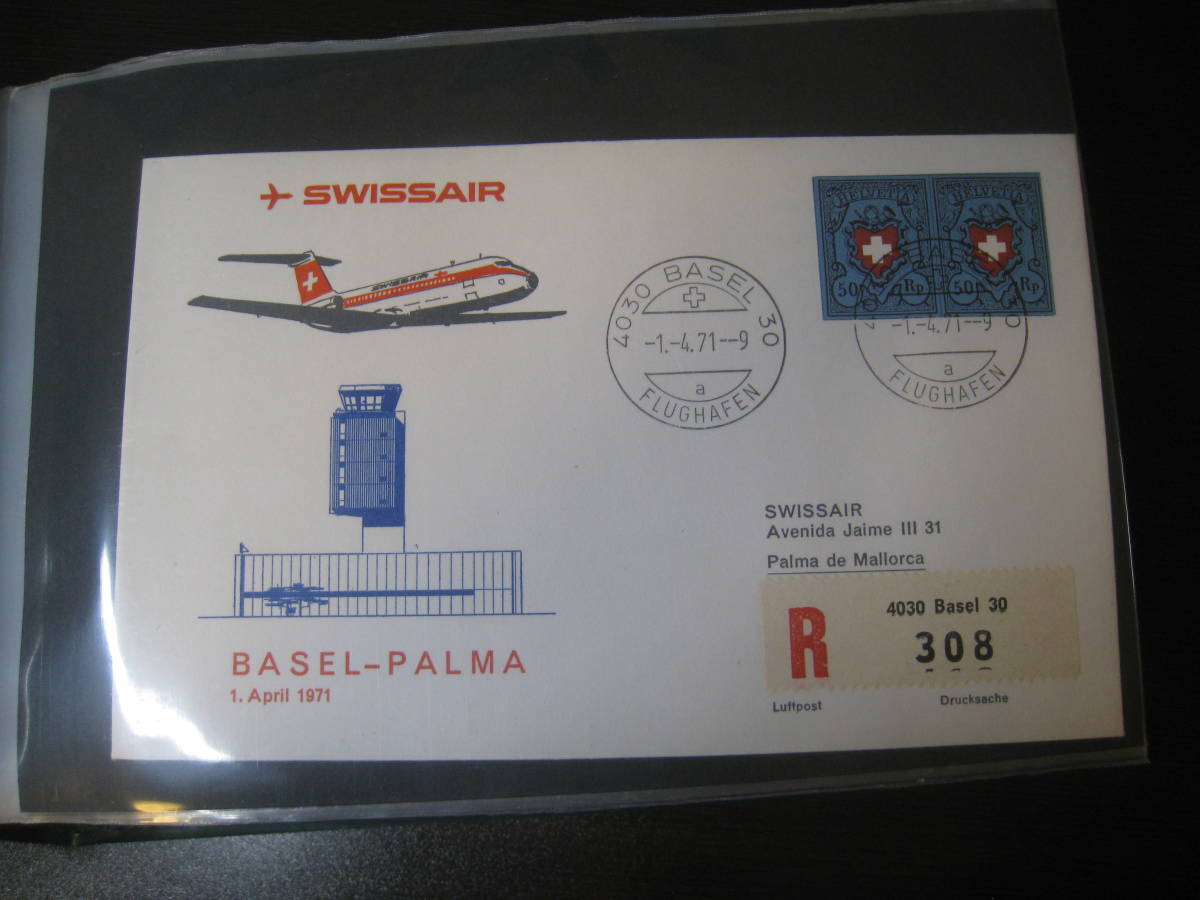 SWISSAIR
SWISSAIR
HELVETIA HELVETIA
50 Rp 50 Rp
4030 BASEL 30
-1.-4.71--9
a
FLUGHAFEN
-1.-4.71-9
a
FLUGHAFEN
SWISSAIR
Avenida Jaime III 31
Palma de Mallorca
R
4030 Basel 30
308
Luftpost
Drucksache
BASEL-PALMA
1. April 1971